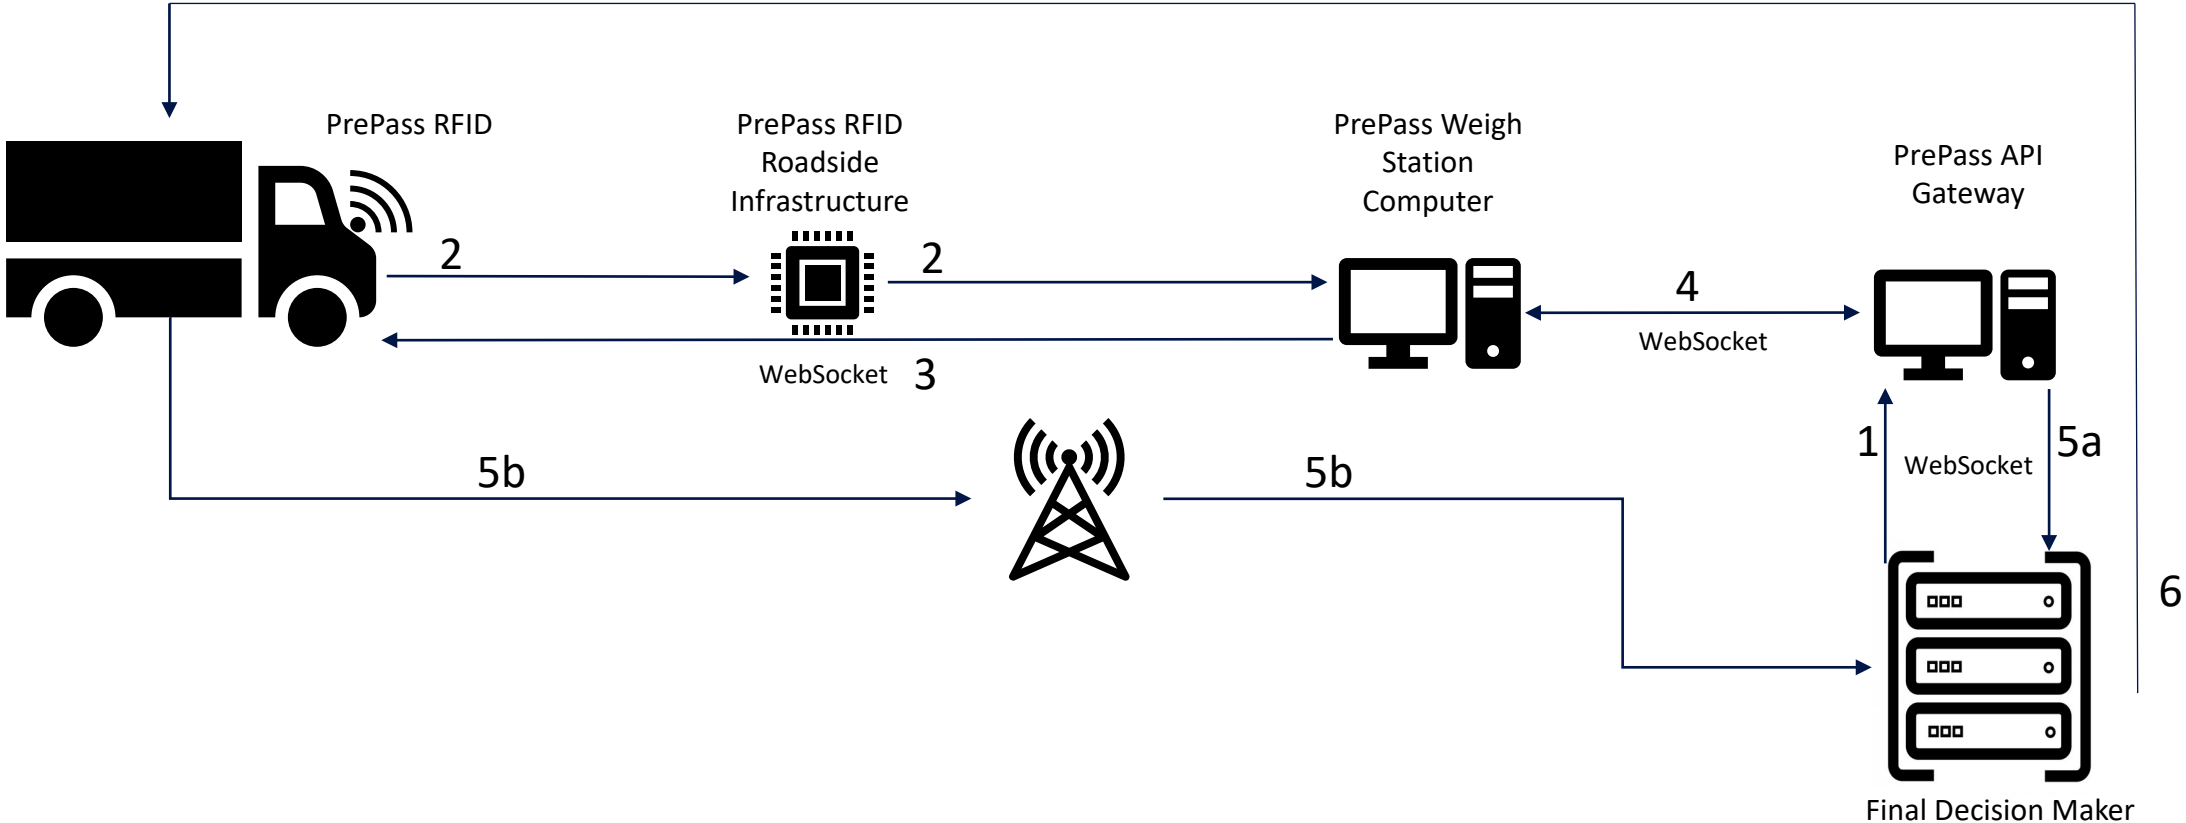 PrePass RFID
PrePass RFID
Roadside
Infrastructure
PrePass Weigh
Station
Computer
PrePass API
Gateway
2
2
4
WebSocket
WebSocket 3
1
WebSocket
5a
5b
5b
6
Final Decision Maker